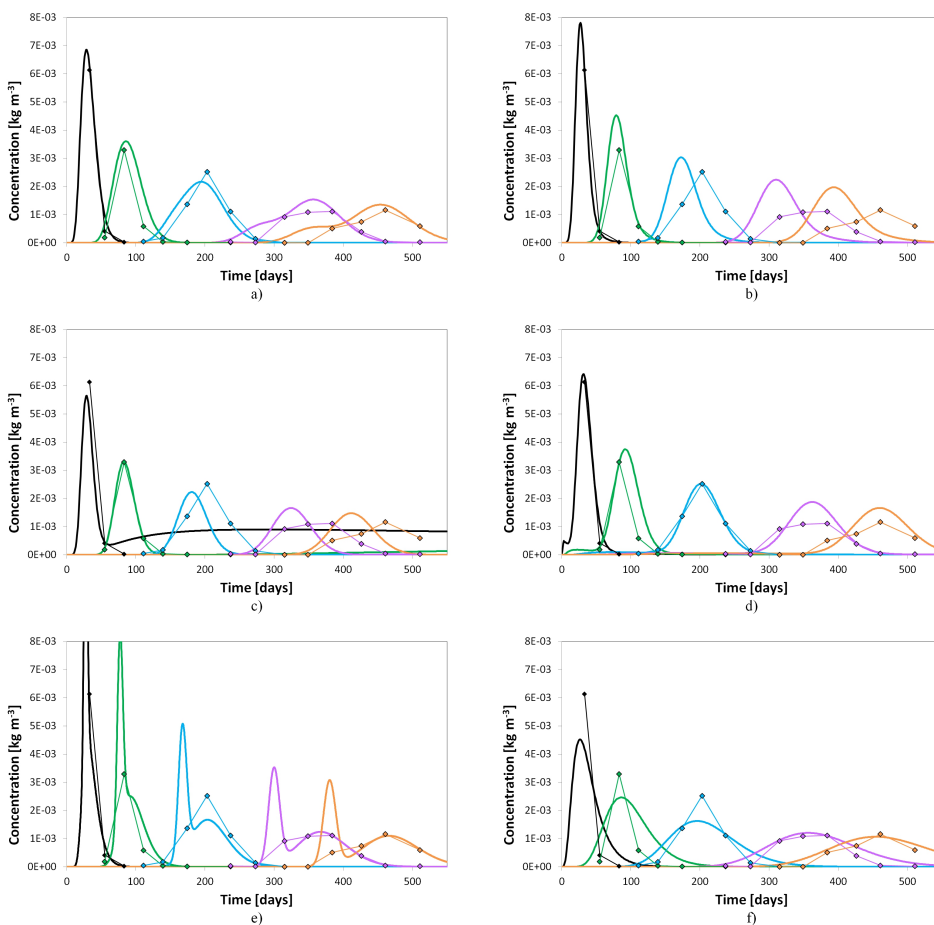 8E-03
7E-03
6E-03
5E-03
4E-03
3E-03
2E-03
1E-03
0E+00
Concentration [kg m-3]
0 100 200 300 400 500
Time [days]
a)
8E-03
7E-03
6E-03
5E-03
4E-03
3E-03
2E-03
1E-03
0E+00
Concentration [kg m-3]
0 100 200 300 400 500
Time [days]
b)
8E-03
7E-03
6E-03
5E-03
4E-03
3E-03
2E-03
1E-03
0E+00
Concentration [kg m-3]
0 100 200 300 400 500
Time [days]
c)
8E-03
7E-03
6E-03
5E-03
4E-03
3E-03
2E-03
1E-03
0E+00
Concentration [kg m-3]
0 100 200 300 400 500
Time [days]
d)
8E-03
7E-03
6E-03
5E-03
4E-03
3E-03
2E-03
1E-03
0E+00
Concentration [kg m-3]
0 100 200 300 400 500
Time [days]
e)
8E-03
7E-03
6E-03
5E-03
4E-03
3E-03
2E-03
1E-03
0E+00
Concentration [kg m-3]
0 100 200 300 400 500
Time [days]
f)